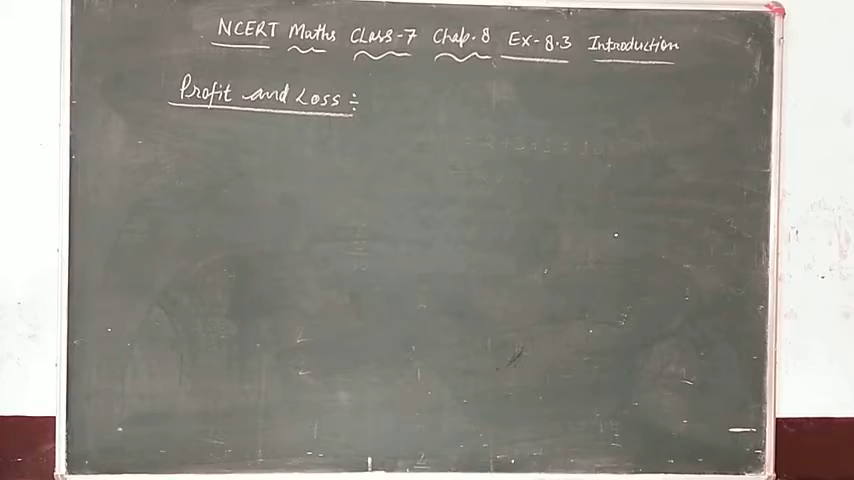 NCERT Maths Class-7 Chap.8 Ex-8.3 Introduction
Profit and Loss :-